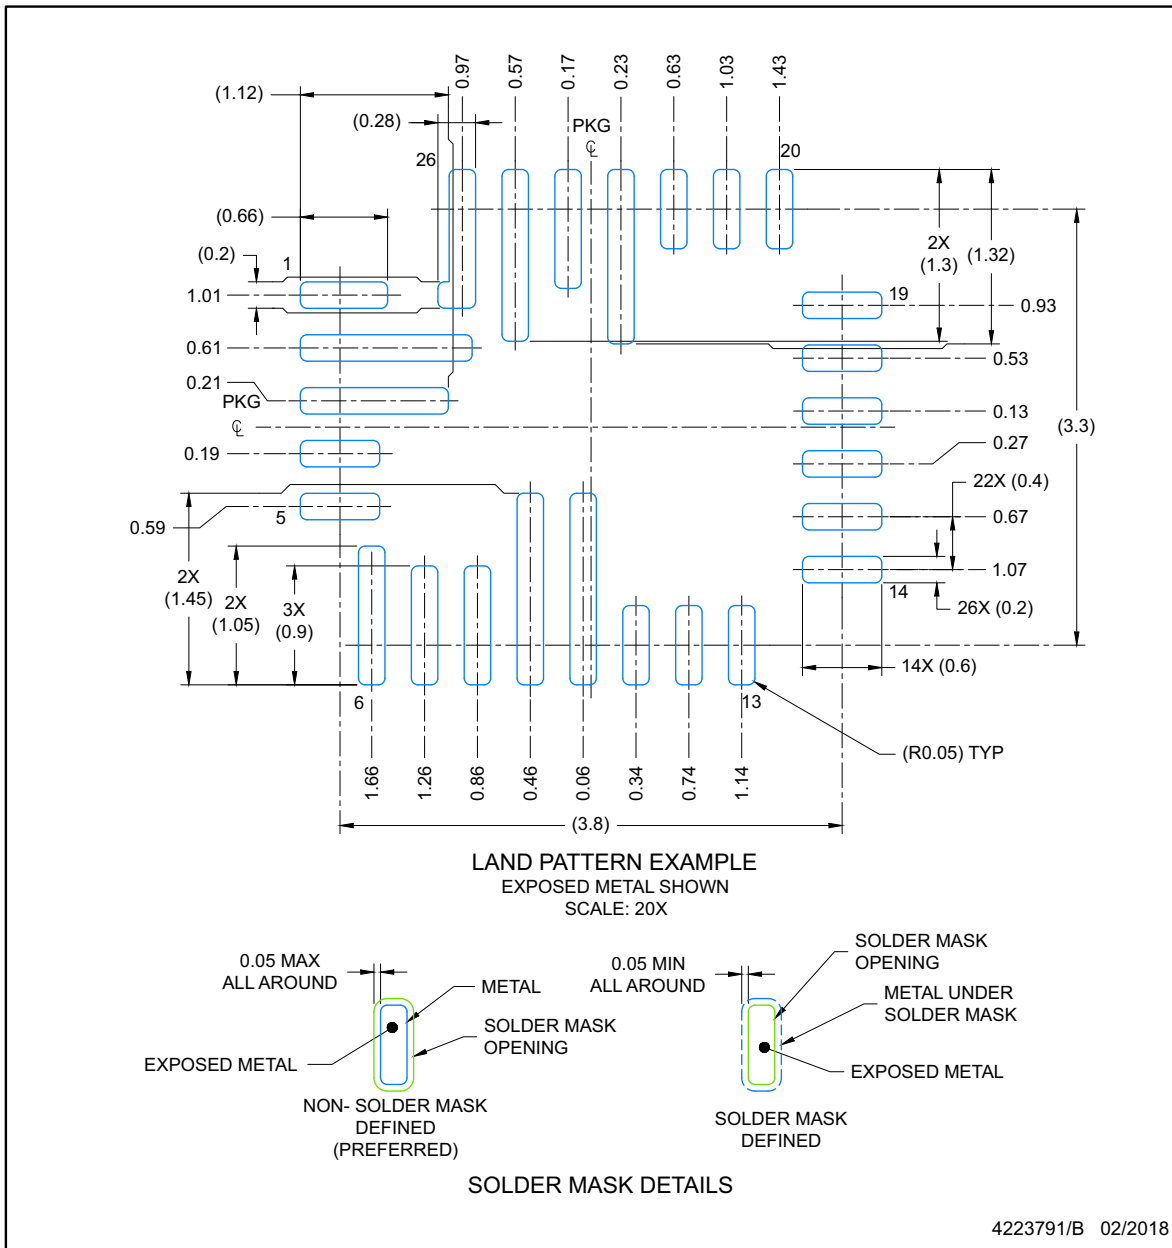 0.97
0.57
0.17
0.23
0.63
1.03
1.43
(1.12)
(0.28)
PKG
℄
26
20
(0.66)
(0.2)
1
2X
(1.3)
(1.32)
1.01
19
0.93
0.61
0.53
0.21
PKG
℄
0.13
(3.3)
0.19
0.27
22X (0.4)
0.59
5
0.67
2X
(1.45)
2X
(1.05)
3X
(0.9)
1.07
14
26X (0.2)
14X (0.6)
6
13
(R0.05) TYP
1.66
1.26
0.86
0.46
0.06
0.34
0.74
1.14
(3.8)
LAND PATTERN EXAMPLE
EXPOSED METAL SHOWN
SCALE: 20X
0.05 MAX
ALL AROUND
METAL
SOLDER MASK
OPENING
EXPOSED METAL
NON- SOLDER MASK
DEFINED
(PREFERRED)
0.05 MIN
ALL AROUND
SOLDER MASK
OPENING
METAL UNDER
SOLDER MASK
EXPOSED METAL
SOLDER MASK
DEFINED
SOLDER MASK DETAILS
4223791/B 02/2018